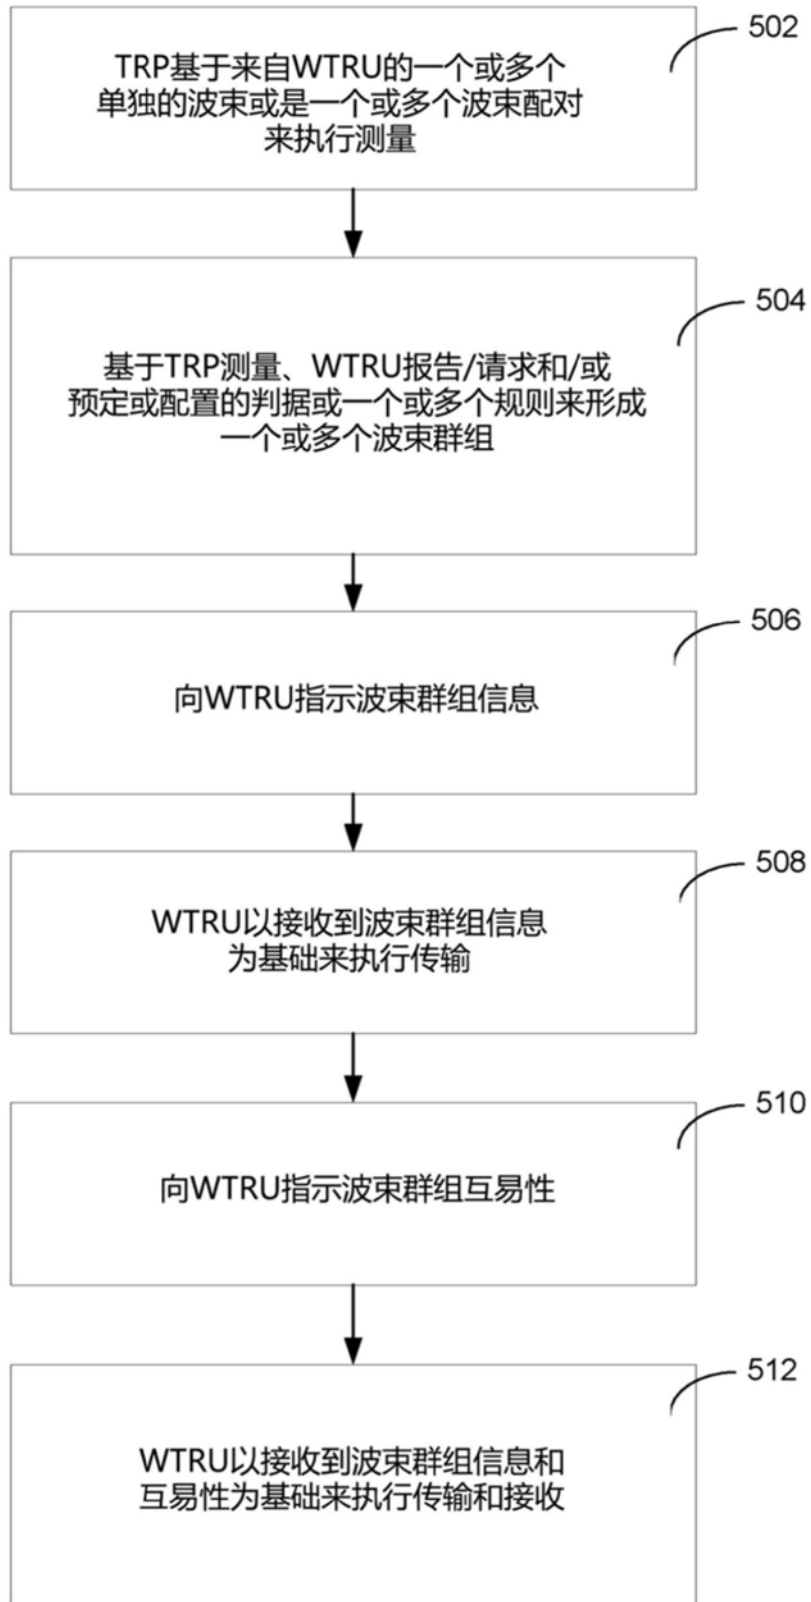 502
TRP基于来自WTRU的一个或多个
单独的波束或是一个或多个波束配对
来执行测量
504
基于TRP测量、WTRU报告/请求和/或
预定或配置的判据或一个或多个规则来形成
一个或多个波束群组
506
向WTRU指示波束群组信息
508
WTRU以接收到波束群组信息
为基础来执行传输
510
向WTRU指示波束群组互易性
512
WTRU以接收到波束群组信息和
互易性为基础来执行传输和接收